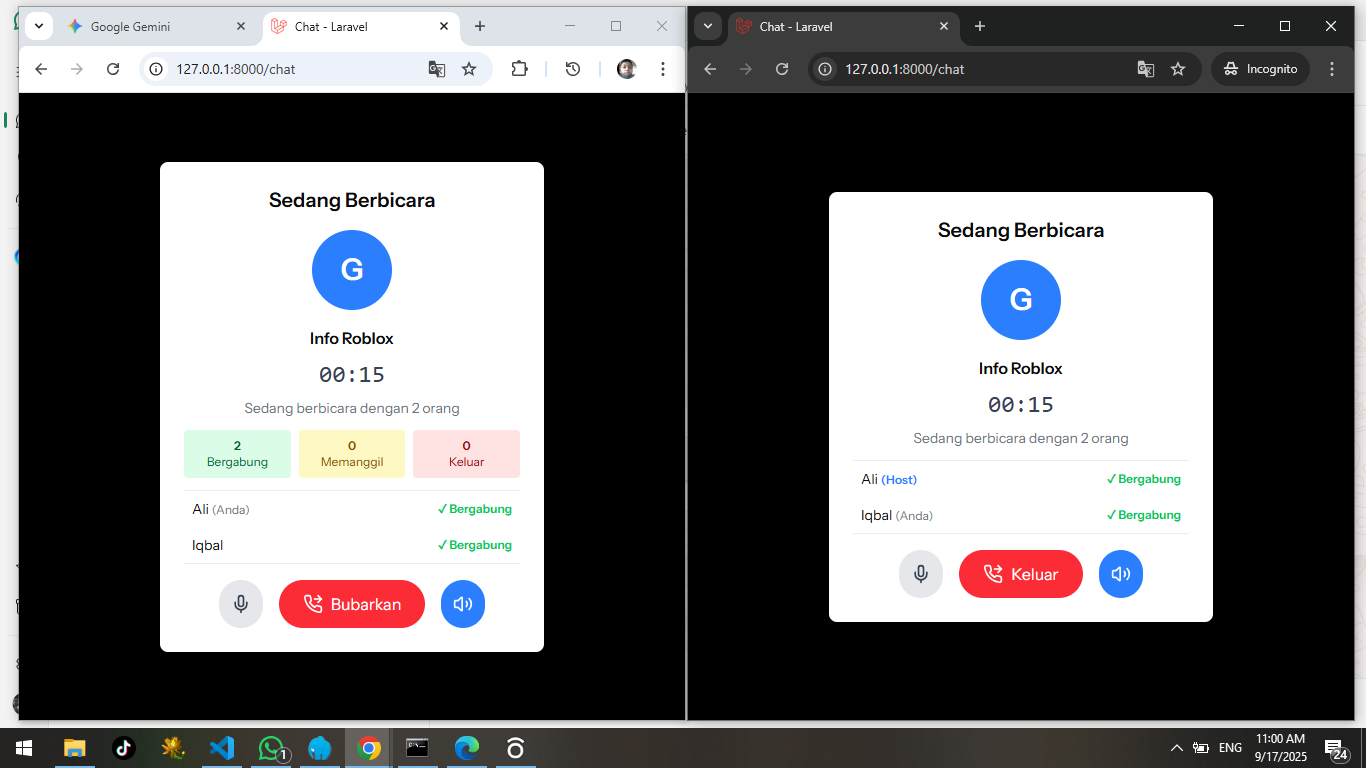 Google Gemini
Chat - Laravel
127.0.0.1:8000/chat
Sedang Berbicara
G
Info Roblox
00:15
Sedang berbicara dengan 2 orang
2
Bergabung
0
Memanggil
0
Keluar
Ali (Anda)
✓ Bergabung
Iqbal
✓ Bergabung
Bubarkan
Chat - Laravel
127.0.0.1:8000/chat
Incognito
Sedang Berbicara
G
Info Roblox
00:15
Sedang berbicara dengan 2 orang
Ali (Host)
✓ Bergabung
Iqbal (Anda)
✓ Bergabung
Keluar
1
ENG
11:00 AM
9/17/2025
24